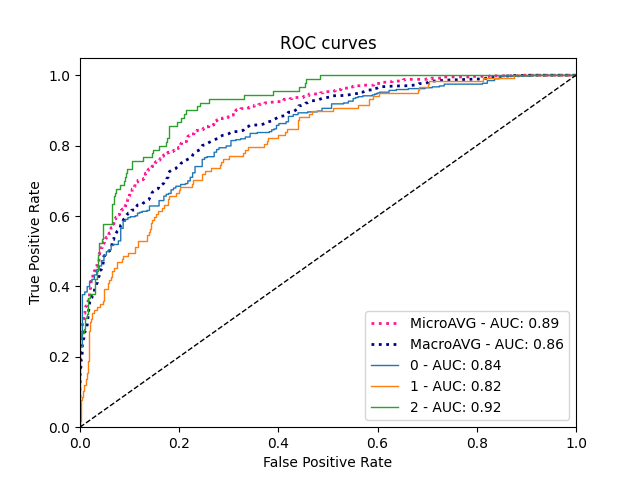 ROC curves
True Positive Rate
1.0
0.8
0.6
0.4
0.2
0.0
MicroAVG - AUC: 0.89
MacroAVG - AUC: 0.86
0 - AUC: 0.84
1 - AUC: 0.82
2 - AUC: 0.92
0.0 0.2 0.4 0.6 0.8 1.0
False Positive Rate